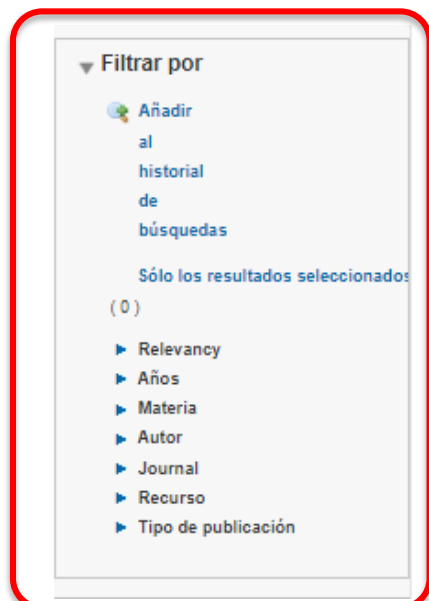 Filtrar por
Añadir
al
historial
de
búsquedas
Sólo los resultados seleccionados
( 0 )
Relevancy
Años
Materia
Autor
Journal
Recurso
Tipo de publicación